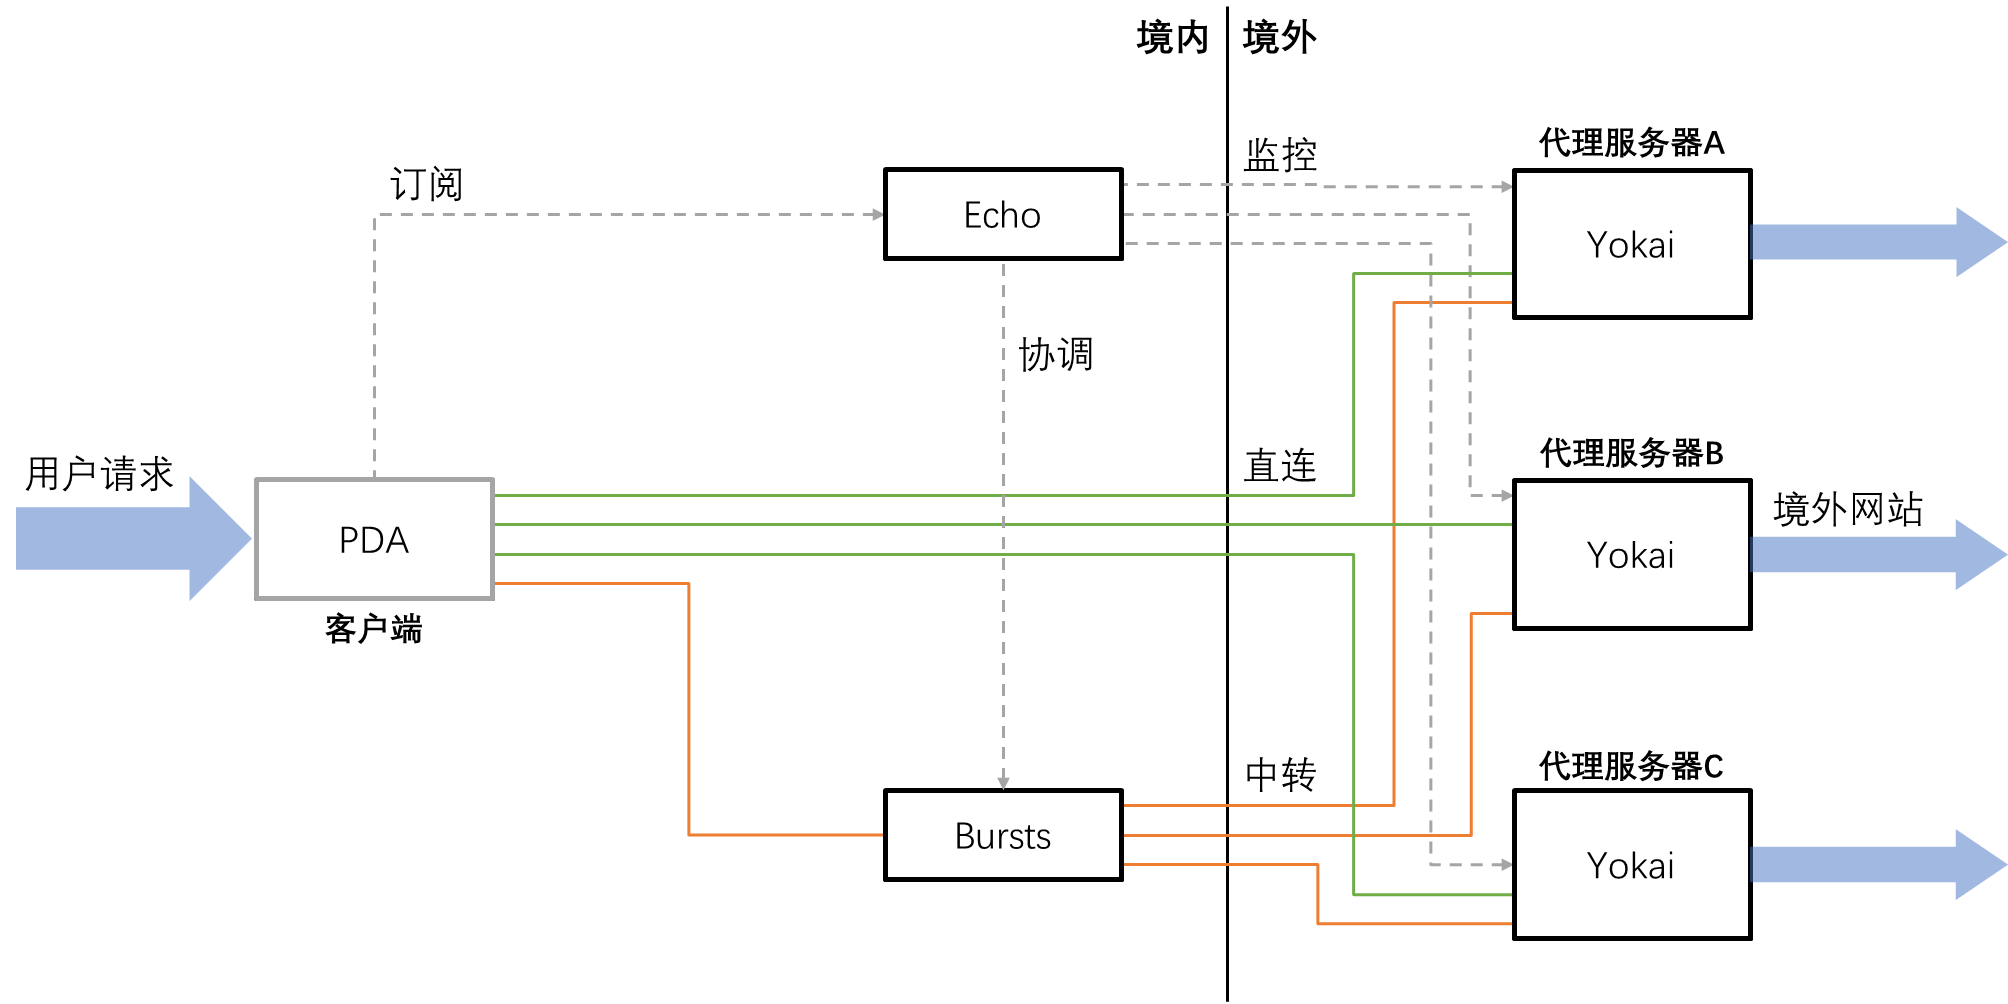 境内
境外
监控
代理服务器A
订阅
Echo
Yokai
协调
直连
代理服务器B
用户请求
境外网站
PDA
Yokai
客户端
中转
代理服务器C
Bursts
Yokai